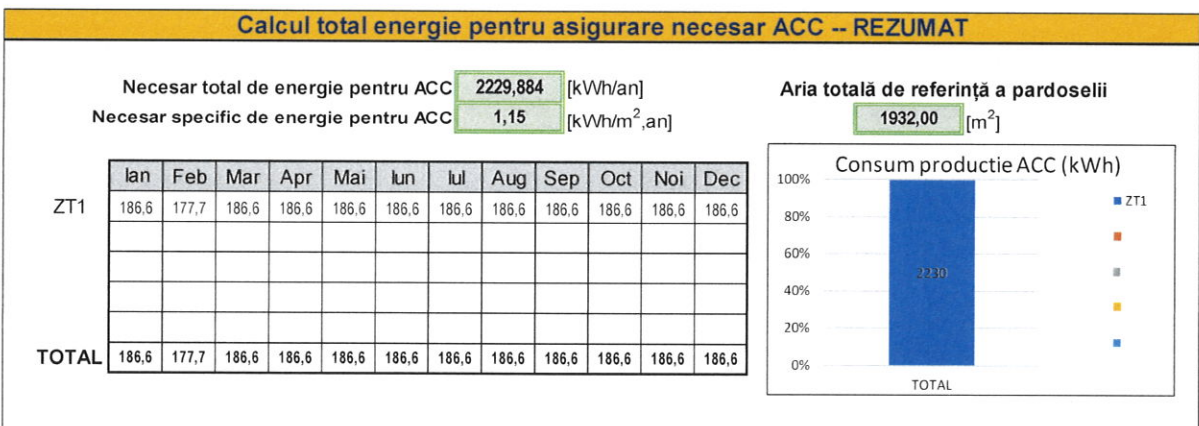 Calcul total energie pentru asigurare necesar ACC -- REZUMAT
Necesar total de energie pentru ACC 2229,884 [kWh/an]
Necesar specific de energie pentru ACC 1,15 [kWh/m²,an]
Aria totală de referință a pardoselii
1932,00 [m²]
Ian Feb Mar Apr Mai Iun Iul Aug Sep Oct Noi Dec
ZT1 186,6 177,7 186,6 186,6 186,6 186,6 186,6 186,6 186,6 186,6 186,6 186,6
TOTAL 186,6 177,7 186,6 186,6 186,6 186,6 186,6 186,6 186,6 186,6 186,6 186,6
Consum productie ACC (kWh)
100%
80%
60%
40%
20%
0%
2230
TOTAL
ZT1